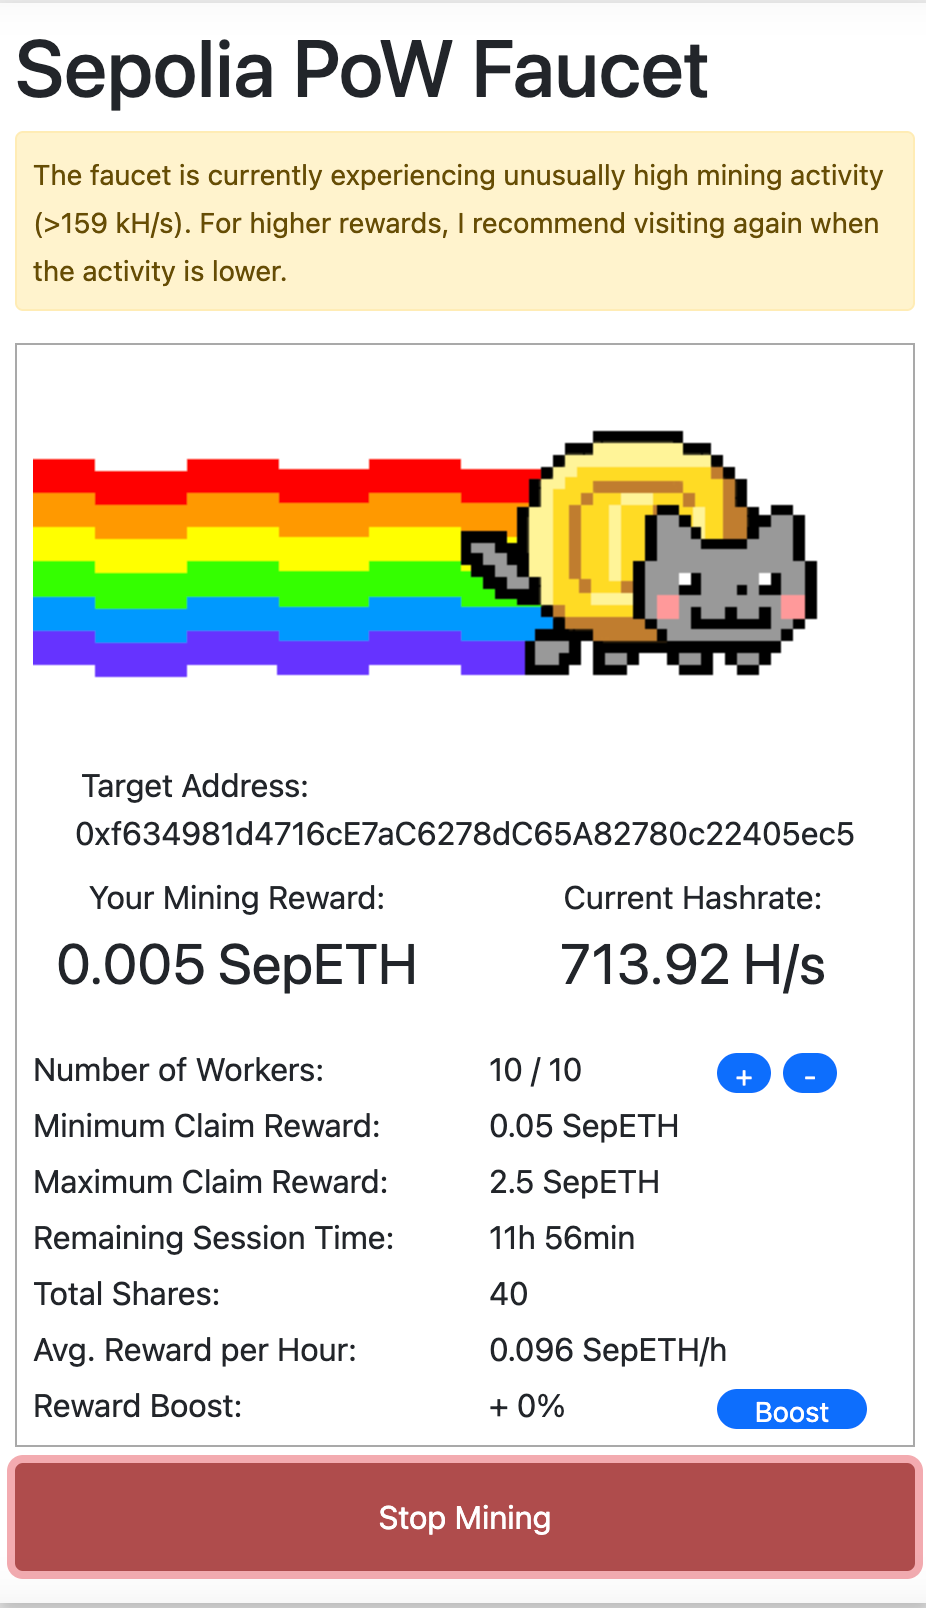 Sepolia PoW Faucet
The faucet is currently experiencing unusually high mining activity
(>159 kH/s). For higher rewards, I recommend visiting again when
the activity is lower.
Target Address:
0xf634981d4716cE7aC6278dC65A82780c22405ec5
Your Mining Reward: Current Hashrate:
0.005 SepETH 713.92 H/s
Number of Workers: 10 / 10 + -
Minimum Claim Reward: 0.05 SepETH
Maximum Claim Reward: 2.5 SepETH
Remaining Session Time: 11h 56min
Total Shares: 40
Avg. Reward per Hour: 0.096 SepETH/h
Reward Boost: + 0% Boost
Stop Mining